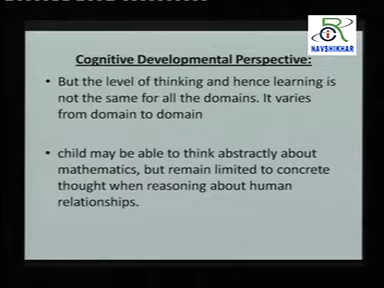 NAVSHIKHAR
Cognitive Developmental Perspective:
• But the level of thinking and hence learning is
not the same for all the domains. It varies
from domain to domain
• child may be able to think abstractly about
mathematics, but remain limited to concrete
thought when reasoning about human
relationships.